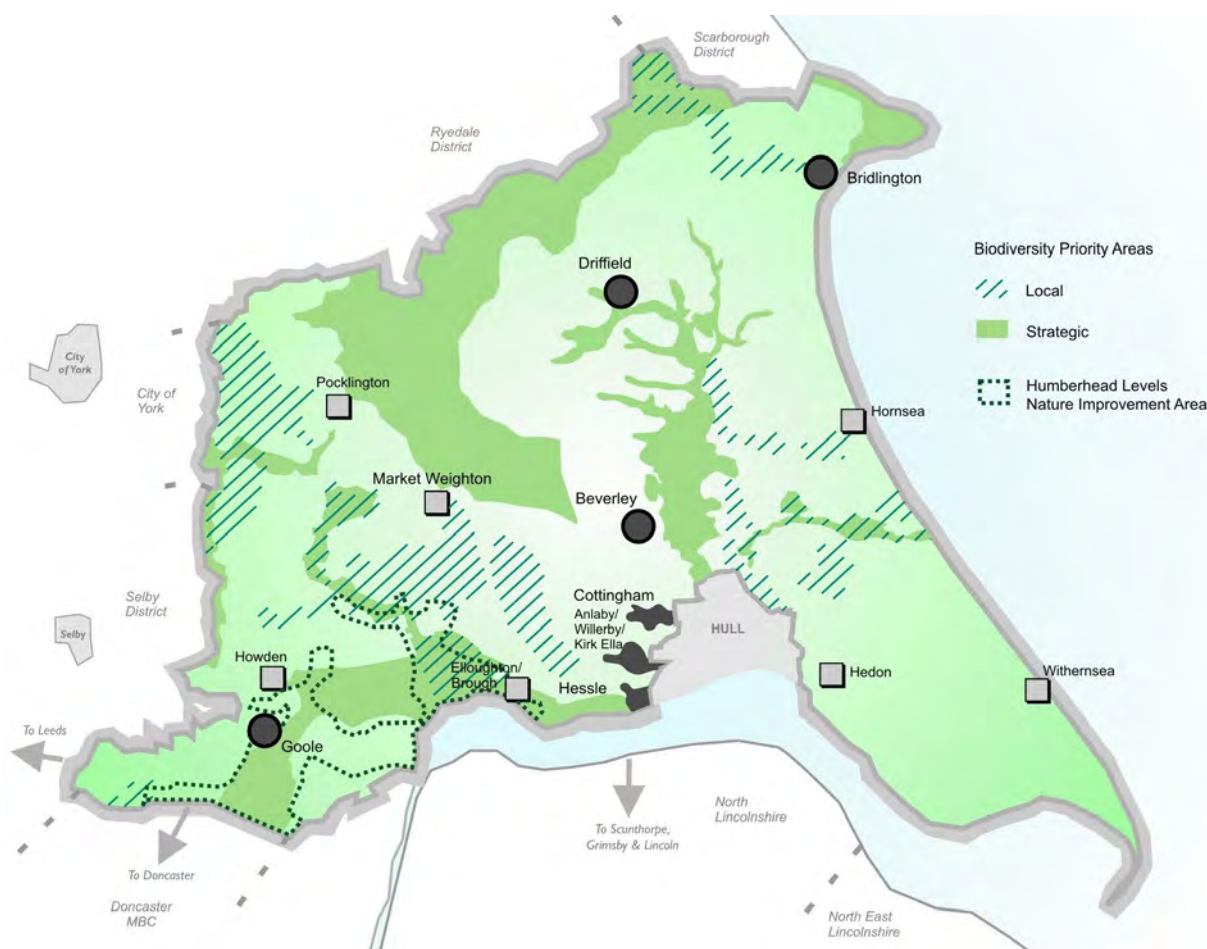 Scarborough
District
Ryedale
District
Bridlington
Biodiversity Priority Areas
Local
Strategic
Humberhead Levels
Nature Improvement Area
Driffield
City
of York
City of
York
Pocklington
Hornsea
Market Weighton
Beverley
Selby
District
Selby
Cottingham
Anlaby/
Willerby/
Kirk Ella
HULL
Howden
Elloughton/
Brough
Hessle
Hedon
Withernsea
To Leeds
Goole
North
Lincolnshire
To Scunthorpe,
Grimsby & Lincoln
To Doncaster
Doncaster
MBC
North East
Lincolnshire